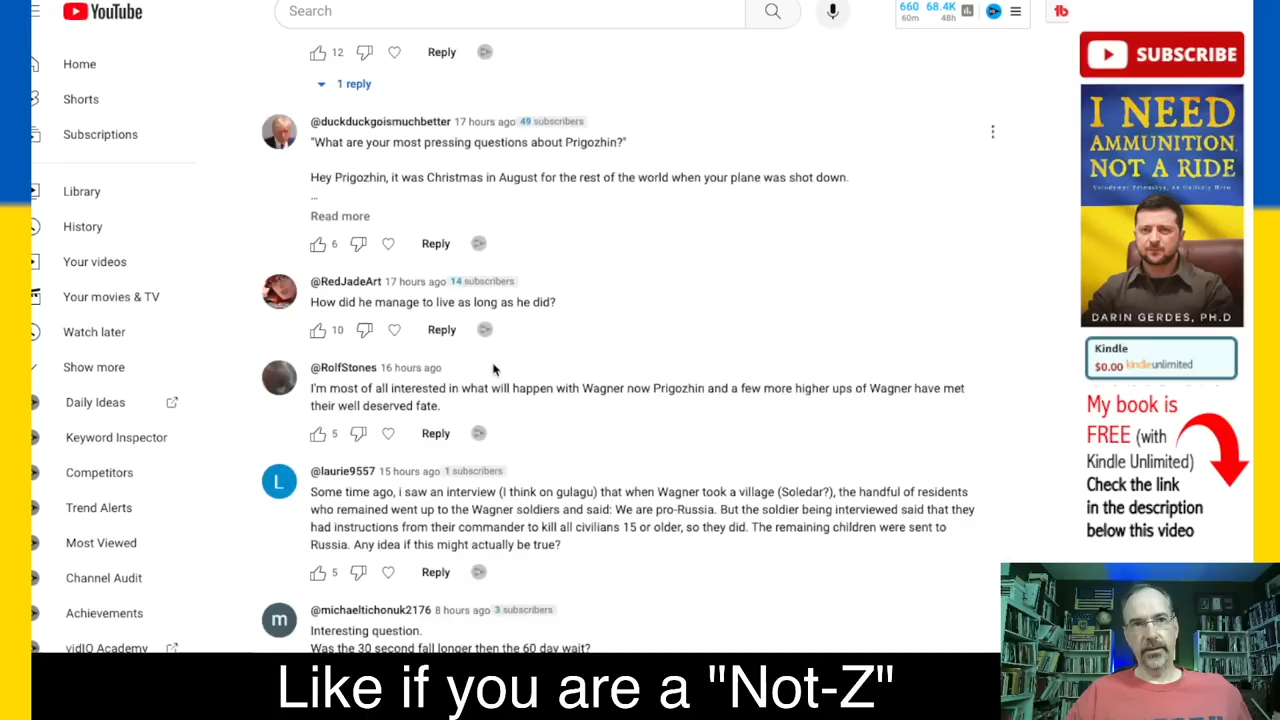 YouTube
Search
660 68.4K
60m 48h
Home
Shorts
Subscriptions
Library
History
Your videos
Your movies & TV
Watch later
Show more
Daily Ideas
Keyword Inspector
Competitors
Trend Alerts
Most Viewed
Channel Audit
Achievements
vidIQ Academy
12 Reply
1 reply
@duckduckgoismuchbetter 17 hours ago 49 subscribers
"What are your most pressing questions about Prigozhin?"
Hey Prigozhin, it was Christmas in August for the rest of the world when your plane was shot down.
...
Read more
6 Reply
@RedJadeArt 17 hours ago 14 subscribers
How did he manage to live as long as he did?
10 Reply
@RolfStones 16 hours ago
I'm most of all interested in what will happen with Wagner now Prigozhin and a few more higher ups of Wagner have met
their well deserved fate.
5 Reply
L
@laurie9557 15 hours ago 1 subscribers
Some time ago, i saw an interview (I think on gulagu) that when Wagner took a village (Soledar?), the handful of residents
who remained went up to the Wagner soldiers and said: We are pro-Russia. But the soldier being interviewed said that they
had instructions from their commander to kill all civilians 15 or older, so they did. The remaining children were sent to
Russia. Any idea if this might actually be true?
5 Reply
m
@michaeltichonuk2176 8 hours ago 3 subscribers
Interesting question.
Was the 30 second fall longer then the 60 day wait?
SUBSCRIBE
I NEED
AMMUNITION,
NOT A RIDE
Volodymyr Zelenskyy, an Unlikely Hero
DARIN GERDES, PH.D
Kindle
$0.00 kindleunlimited
My book is
FREE (with
Kindle Unlimited)
Check the link
in the description
below this video
Like if you are a "Not-Z"